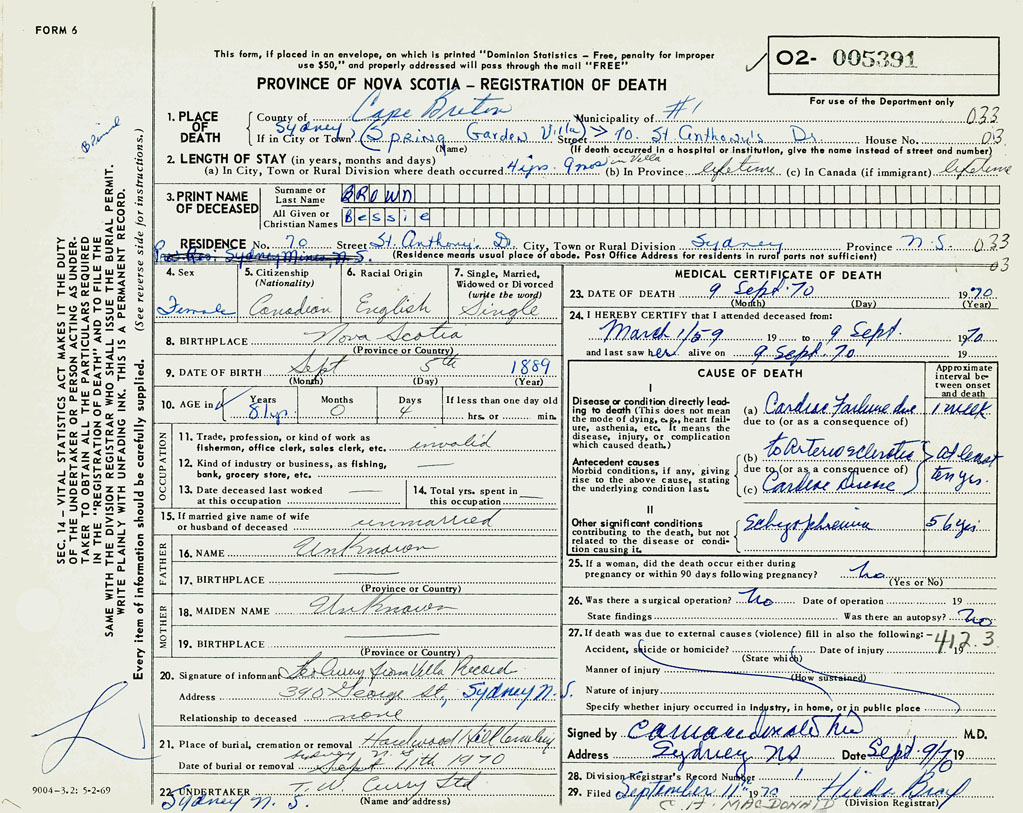 FORM 6
This form, if placed in an envelope, on which is printed "Dominion Statistics – Free, penalty for improper
use $50," and properly addressed will pass through the mail "FREE"
O2- 005391
PROVINCE OF NOVA SCOTIA – REGISTRATION OF DEATH
For use of the Department only
1. PLACE OF DEATH
County of Cape Breton Municipality of #1 033
If in City or Town Sydney (Spring Garden Villa) > Street 70. St. Anthony's Dr. House No. 03
(Name) (If death occurred in a hospital or institution, give the name instead of street and number)
2. LENGTH OF STAY (in years, months and days)
(a) In City, Town or Rural Division where death occurred 4 yrs. 9 mos in Villa (b) In Province lifetime (c) In Canada (if immigrant) lifetime
3. PRINT NAME OF DECEASED
Surname or Last Name BROWN
All Given or Christian Names Bessie
RESIDENCE No. 70 Street St. Anthony's Dr. City, Town or Rural Division Sydney Province N.S. 033
Sydney Mines, N.S. (Residence means usual place of abode. Post Office Address for residents in rural parts not sufficient) 03
4. Sex Female
5. Citizenship (Nationality) Canadian
6. Racial Origin English
7. Single, Married, Widowed or Divorced (write the word) Single
8. BIRTHPLACE Nova Scotia
(Province or Country)
9. DATE OF BIRTH Sept 5th 1889
(Month) (Day) (Year)
10. AGE in Years 81 yr. Months 0 Days 4 If less than one day old hrs. or min.
OCCUPATION
11. Trade, profession, or kind of work as fisherman, office clerk, sales clerk, etc. invalid
12. Kind of industry or business, as fishing, bank, grocery store, etc. —
13. Date deceased last worked at this occupation —
14. Total yrs. spent in this occupation —
15. If married give name of wife or husband of deceased unmarried
FATHER
16. NAME Unknown
17. BIRTHPLACE —
(Province or Country)
MOTHER
18. MAIDEN NAME Unknown
19. BIRTHPLACE —
(Province or Country)
20. Signature of informant from Villa Record
Address 390 George St, Sydney N.S.
Relationship to deceased none
21. Place of burial, cremation or removal Hardwood Hill Cemetery
Sydney N.S.
Date of burial or removal Sept 11th 1970
22. UNDERTAKER T.W. Curry Ltd
Sydney N.S. (Name and address)
MEDICAL CERTIFICATE OF DEATH
23. DATE OF DEATH 9 Sept. 70 1970
(Month) (Day) (Year)
24. I HEREBY CERTIFY that I attended deceased from:
March 1/59 19 to 9 Sept. 1970
and last saw her alive on 9 Sept. 70 19
CAUSE OF DEATH
Approximate interval between onset and death
I
Disease or condition directly leading to death (This does not mean the mode of dying, e.g., heart failure, asthenia, etc. It means the disease, injury, or complication which caused death.)
(a) Cardiac Failure due 1 week
due to (or as a consequence of)
Antecedent causes
Morbid conditions, if any, giving rise to the above cause, stating the underlying condition last.
(b) to Arteriosclerotic } at least
due to (or as a consequence of) ten yrs.
(c) Cardiac Disease
II
Other significant conditions contributing to the death, but not related to the disease or condition causing it.
Schizophrenia 56 yrs
25. If a woman, did the death occur either during pregnancy or within 90 days following pregnancy? No
(Yes or No)
26. Was there a surgical operation? No Date of operation 19
State findings Was there an autopsy? No
27. If death was due to external causes (violence) fill in also the following: - 412.3
Accident, suicide or homicide? Date of injury 19
(State which)
Manner of injury
(How sustained)
Nature of injury
Specify whether injury occurred in industry, in home, or in public place
Signed by M.D.
Address Sydney NS Date Sept 9/70 19
28. Division Registrar's Record Number 1
29. Filed September 11th 1970 Hilda
C. H. MACDONALD (Division Registrar)
SEC. 14 – VITAL STATISTICS ACT MAKES IT THE DUTY
OF THE UNDERTAKER OR PERSON ACTING AS UNDERTAKER
TO OBTAIN ALL THE PARTICULARS REQUIRED
IN THE "REGISTRATION OF DEATH" AND FILE THE
SAME WITH THE DIVISION REGISTRAR WHO SHALL ISSUE THE BURIAL PERMIT.
WRITE PLAINLY WITH UNFADING INK. THIS IS A PERMANENT RECORD.
Every item of information should be carefully supplied. (See reverse side for instructions.)
9004-3.2: 5-2-69